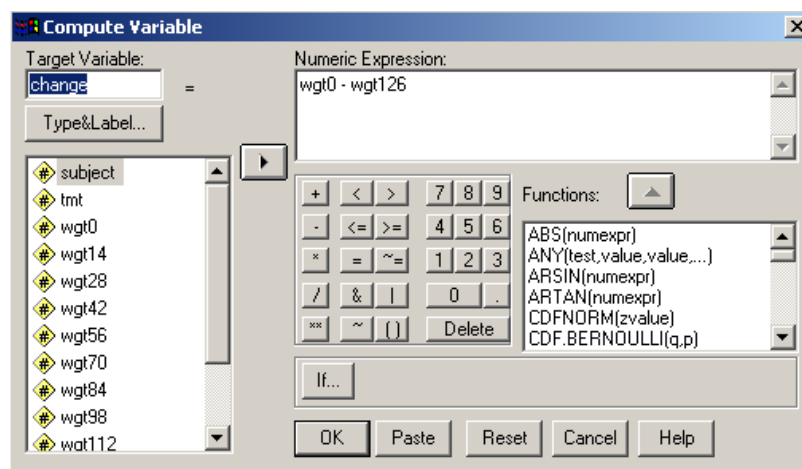 Compute Variable
Target Variable:
change
=
Type&Label...
Numeric Expression:
wgt0 - wgt126
subject
tmt
wgt0
wgt14
wgt28
wgt42
wgt56
wgt70
wgt84
wgt98
wgt112
+ < > 7 8 9
- <= >= 4 5 6
* = ~= 1 2 3
/ & | 0 .
** ~ () Delete
Functions:
ABS(numexpr)
ANY(test,value,value,...)
ARSIN(numexpr)
ARTAN(numexpr)
CDFNORM(zvalue)
CDF.BERNOULLI(q,p)
If...
OK Paste Reset Cancel Help